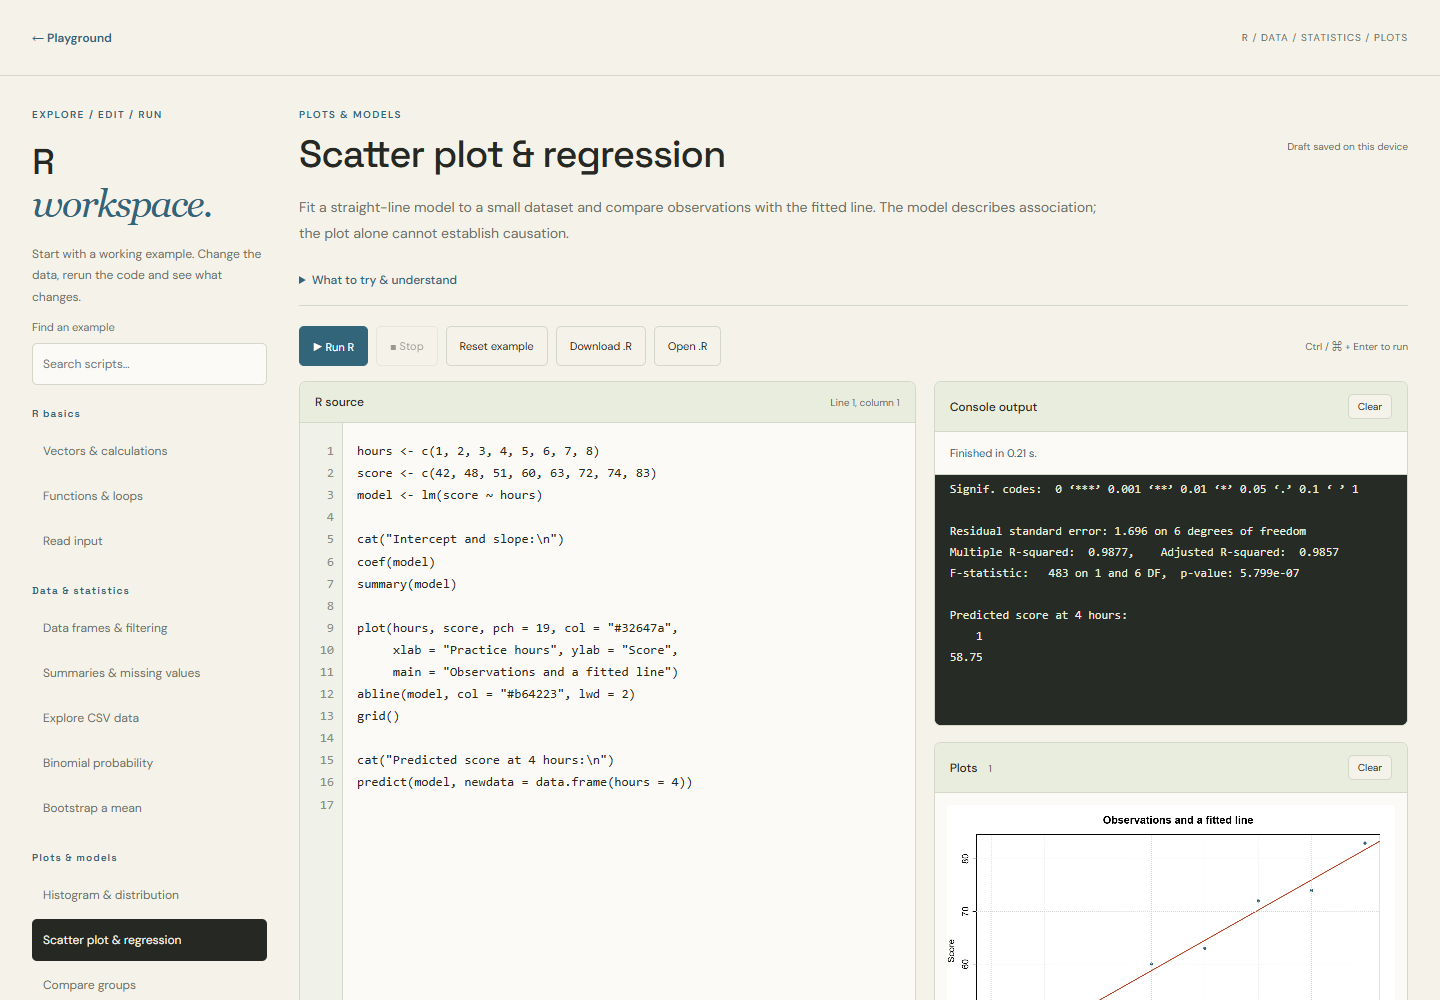 ← Playground
R / DATA / STATISTICS / PLOTS
EXPLORE / EDIT / RUN
R
workspace.
Start with a working example. Change the
data, rerun the code and see what
changes.
Find an example
Search scripts...
R basics
Vectors & calculations
Functions & loops
Read input
Data & statistics
Data frames & filtering
Summaries & missing values
Explore CSV data
Binomial probability
Bootstrap a mean
Plots & models
Histogram & distribution
Scatter plot & regression
Compare groups
PLOTS & MODELS
Scatter plot & regression
Draft saved on this device
Fit a straight-line model to a small dataset and compare observations with the fitted line. The model describes association;
the plot alone cannot establish causation.
▶ What to try & understand
▶ Run R
■ Stop
Reset example
Download .R
Open .R
Ctrl / ⌘ + Enter to run
R source
Line 1, column 1
1 hours <- c(1, 2, 3, 4, 5, 6, 7, 8)
2 score <- c(42, 48, 51, 60, 63, 72, 74, 83)
3 model <- lm(score ~ hours)
4
5 cat("Intercept and slope:\n")
6 coef(model)
7 summary(model)
8
9 plot(hours, score, pch = 19, col = "#32647a",
10      xlab = "Practice hours", ylab = "Score",
11      main = "Observations and a fitted line")
12 abline(model, col = "#b64223", lwd = 2)
13 grid()
14
15 cat("Predicted score at 4 hours:\n")
16 predict(model, newdata = data.frame(hours = 4))
17
Console output
Clear
Finished in 0.21 s.
Signif. codes:  0 ‘***’ 0.001 ‘**’ 0.01 ‘*’ 0.05 ‘.’ 0.1 ‘ ’ 1
Residual standard error: 1.696 on 6 degrees of freedom
Multiple R-squared:  0.9877,    Adjusted R-squared:  0.9857
F-statistic:   483 on 1 and 6 DF,  p-value: 5.799e-07
Predicted score at 4 hours:
1
58.75
Plots 1
Clear
Observations and a fitted line
80
70
60
Score